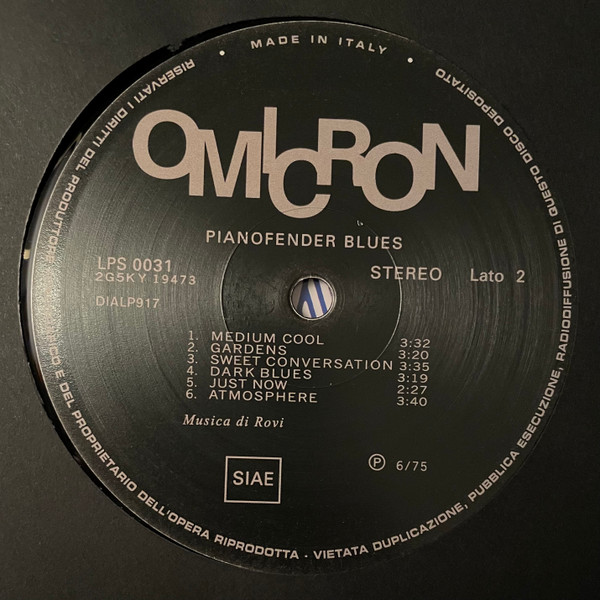 MADE IN ITALY
OMICRON
PIANOFENDER BLUES
LPS 0031
2G5KY 19473
DIALP917
STEREO Lato 2
1. MEDIUM COOL 3:32
2. GARDENS 3:20
3. SWEET CONVERSATION 3:35
4. DARK BLUES 3:19
5. JUST NOW 2:27
6. ATMOSPHERE 3:40
Musica di Rovi
SIAE
Ⓟ 6/75
RISERVATI I DIRITTI DEL PRODUTTORE E DEL PROPRIETARIO DELL'OPERA RIPRODOTTA · VIETATA DUPLICAZIONE, PUBBLICA ESECUZIONE, RADIODIFFUSIONE DI QUESTO DISCO DEPOSITATO